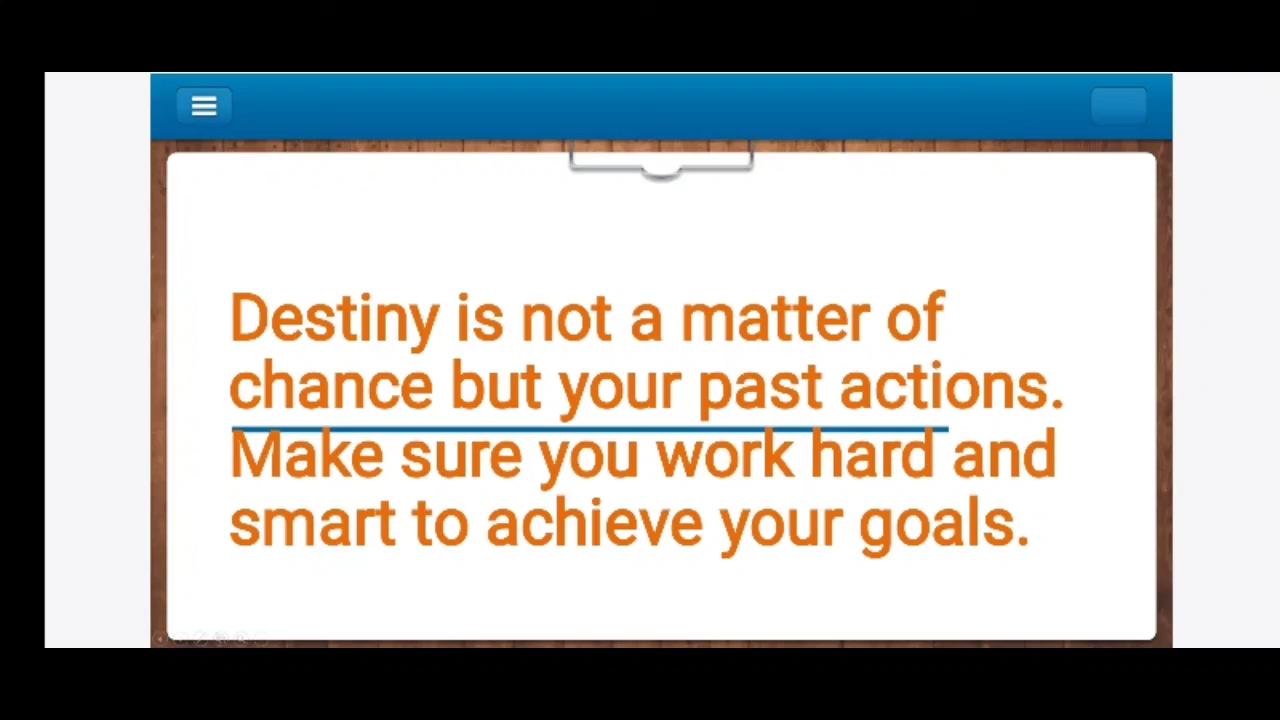 Destiny is not a matter of
chance but your past actions.
Make sure you work hard and
smart to achieve your goals.